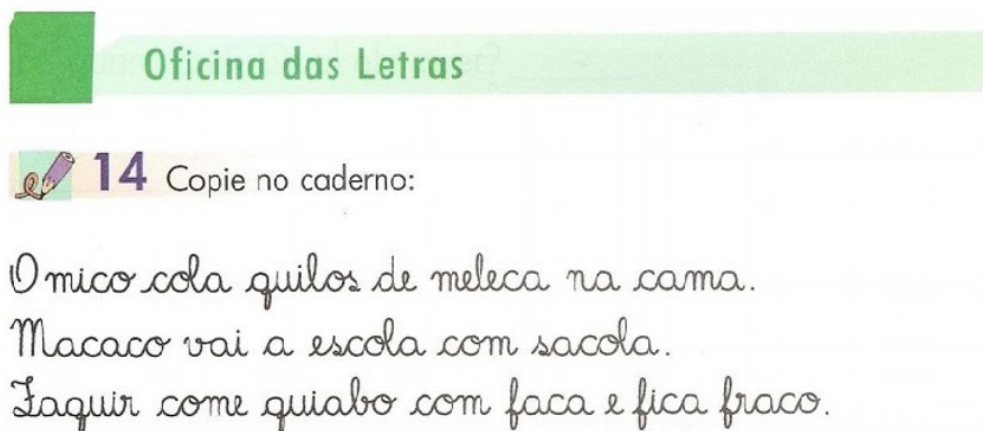 Oficina das Letras
14 Copie no caderno:
O mico cola quilos de meleca na cama.
Macaco vai a escola com sacola.
Faquir come quiabo com faca e fica fraco.